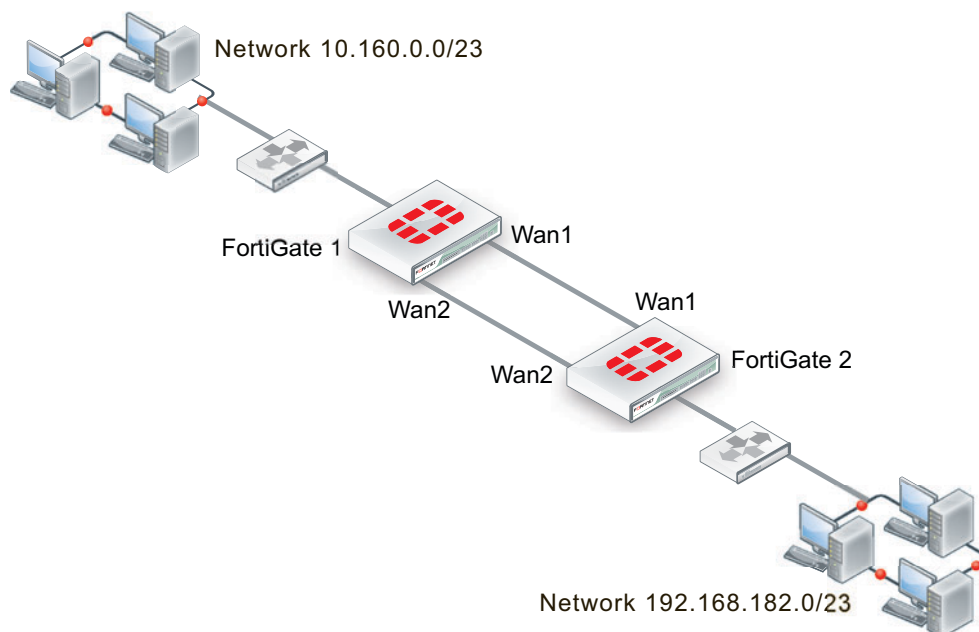 Network 10.160.0.0/23
FortiGate 1
Wan1
Wan2
Wan1
Wan2
FortiGate 2
Network 192.168.182.0/23